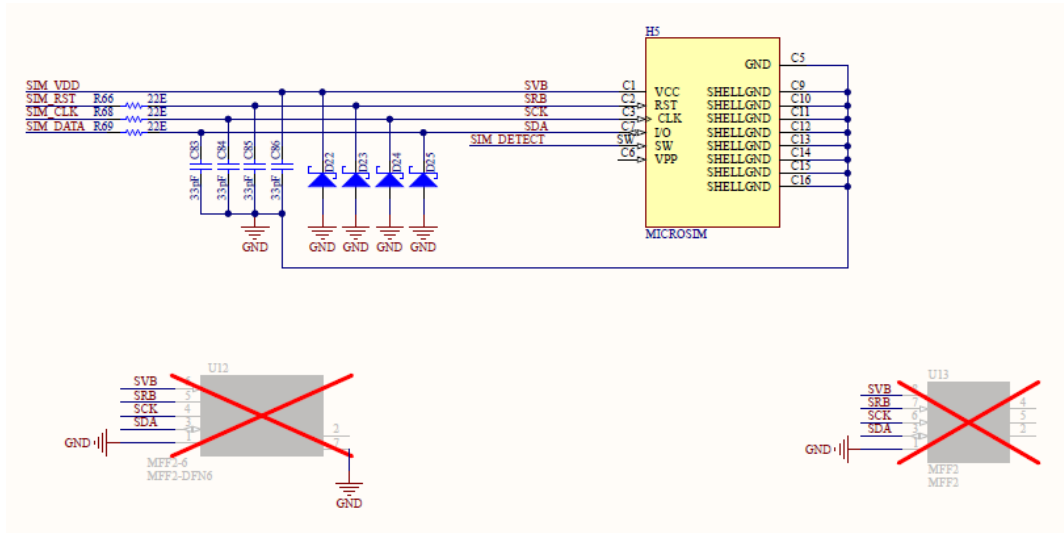 H5
GND C5
SIM_VDD SVB C1 VCC SHELLGND C9
SIM_RST R66 22E SRB C2 RST SHELLGND C10
SIM_CLK R68 22E SCK C3 CLK SHELLGND C11
SIM_DATA R69 22E SDA C7 I/O SHELLGND C12
SIM_DETECT SW SW SHELLGND C13
C6 VPP SHELLGND C14
SHELLGND C15
SHELLGND C16
C83 C84 C85 C86 D22 D23 D24 D25
33pF 33pF 33pF 33pF
GND GND GND GND GND
MICROSIM
U12
SVB
SRB 5
SCK 4
SDA 3
GND 1
2
7
MFF2-6
MFF2-DFN6
GND
U13
SVB
SRB 7 4
SCK 6 5
SDA 3 2
GND 1
MFF2
MFF2